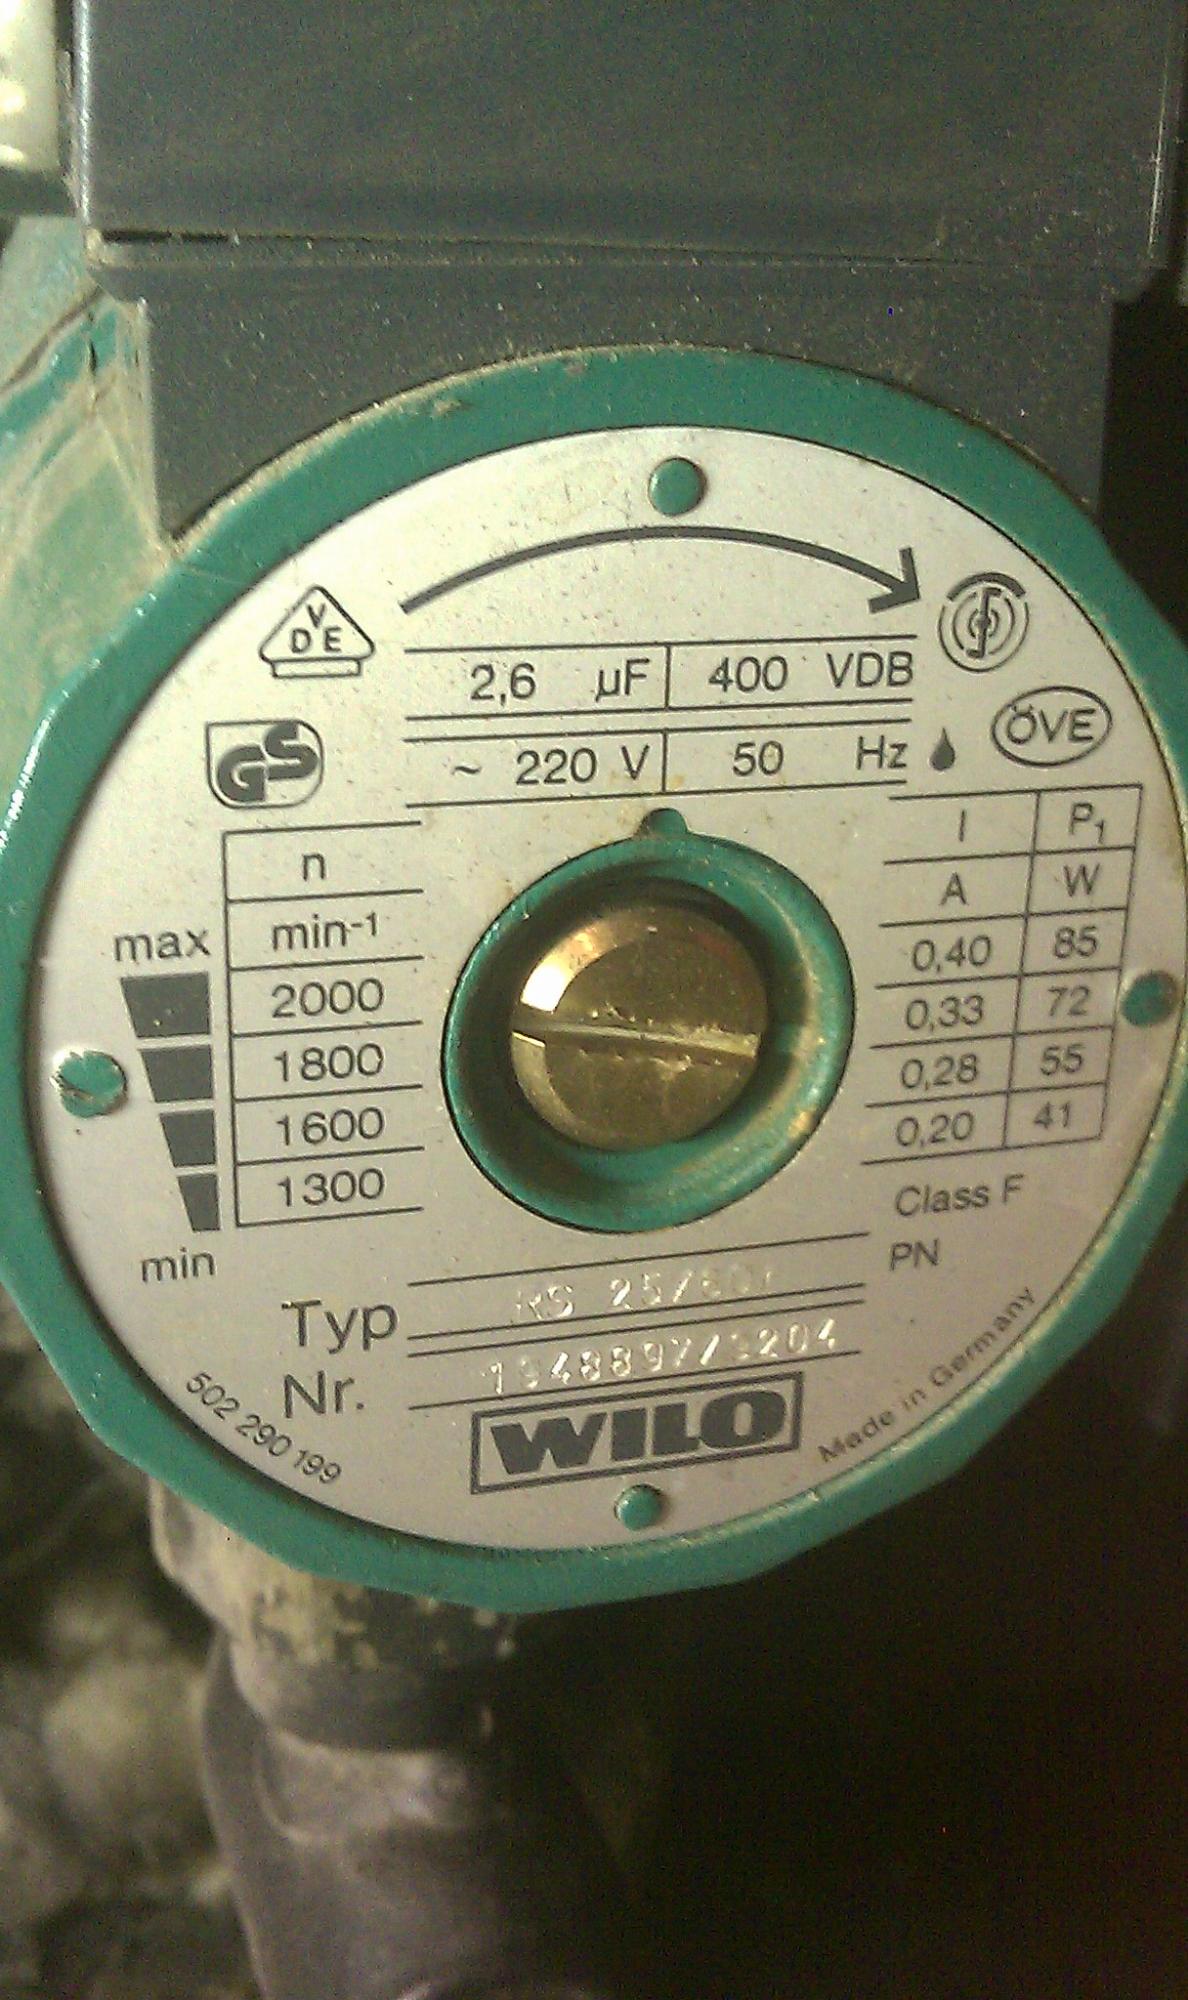 V
D E
2,6 µF 400 VDB
GS
~ 220 V 50 Hz
ÖVE
n
min-1
max
2000
1800
1600
1300
min
I P1
A W
0,40 85
0,33 72
0,28 55
0,20 41
Class F
PN
Typ RS
Nr.
502 290 199
WILO
Made in Germany